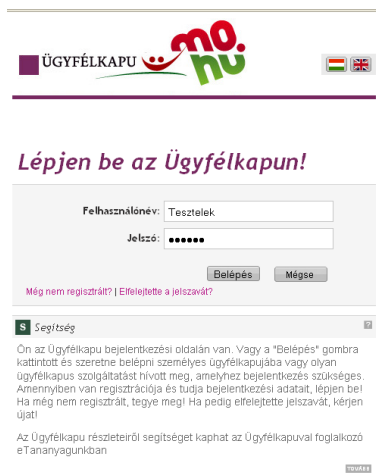 ÜGYFÉLKAPU mo.hu
Lépjen be az Ügyfélkapun!
Felhasználónév: Tesztelek
Jelszó: ●●●●●●
Belépés Mégse
Még nem regisztrált? | Elfelejtette a jelszavát?
S Segítség ?
Ön az Ügyfélkapu bejelentkezési oldalán van. Vagy a "Belépés" gombra
kattintott és szeretne belépni személyes ügyfélkapujába vagy olyan
ügyfélkapus szolgáltatást hívott meg, amelyhez bejelentkezés szükséges.
Amennyiben van regisztrációja és tudja bejelentkezési adatait, lépjen be!
Ha még nem regisztrált, tegye meg! Ha pedig elfelejtette jelszavát, kérjen
újat!
Az Ügyfélkapu részleteiről segítséget kaphat az Ügyfélkapuval foglalkozó
eTananyagunkban
TOVÁBB